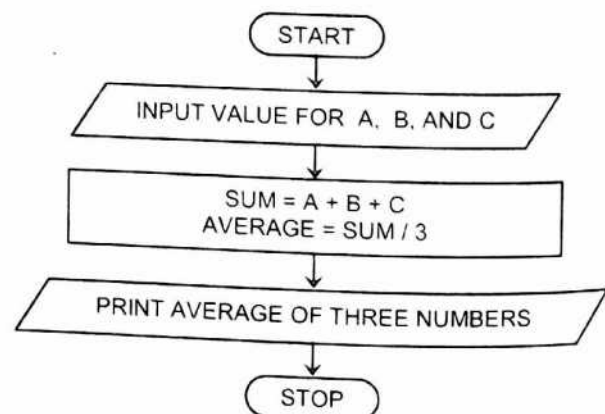 START
INPUT VALUE FOR A, B, AND C
SUM = A + B + C
AVERAGE = SUM / 3
PRINT AVERAGE OF THREE NUMBERS
STOP